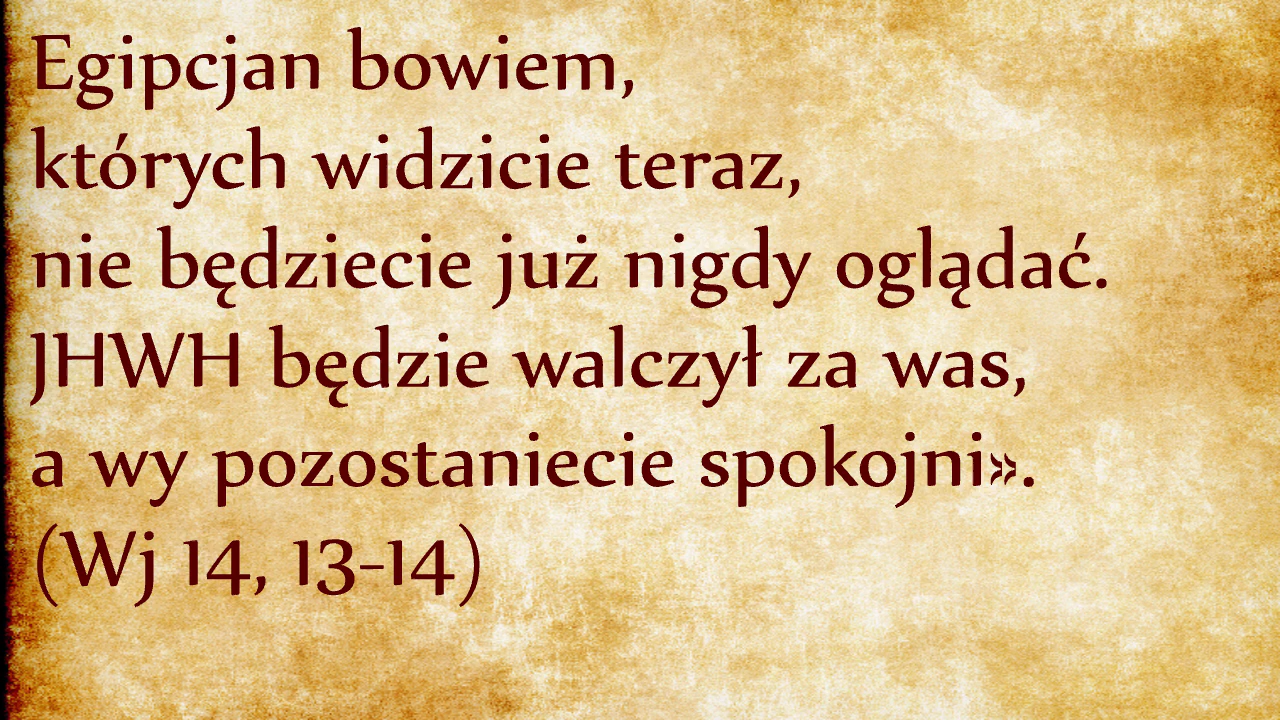 Egipcjan bowiem,
których widzicie teraz,
nie będziecie już nigdy oglądać.
JHWH będzie walczył za was,
a wy pozostaniecie spokojni».
(Wj 14, 13-14)